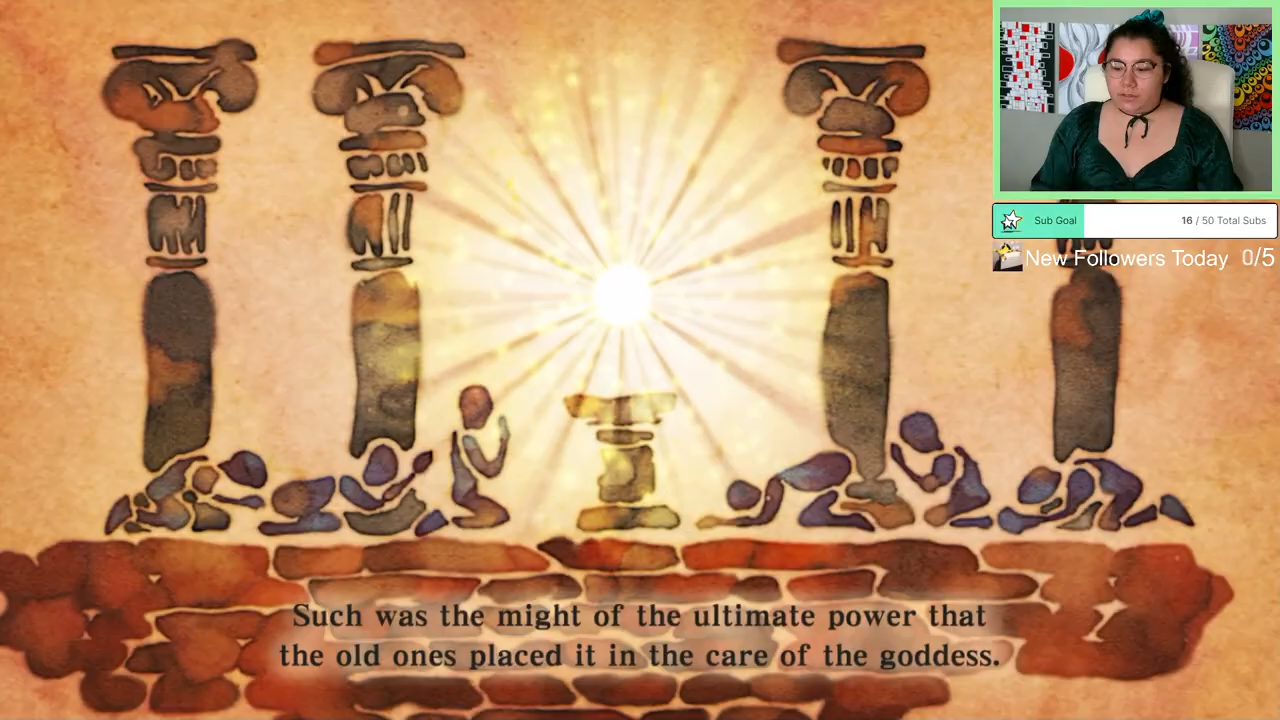 Sub Goal 16 / 50 Total Subs
New Followers Today 0/5
Such was the might of the ultimate power that
the old ones placed it in the care of the goddess.